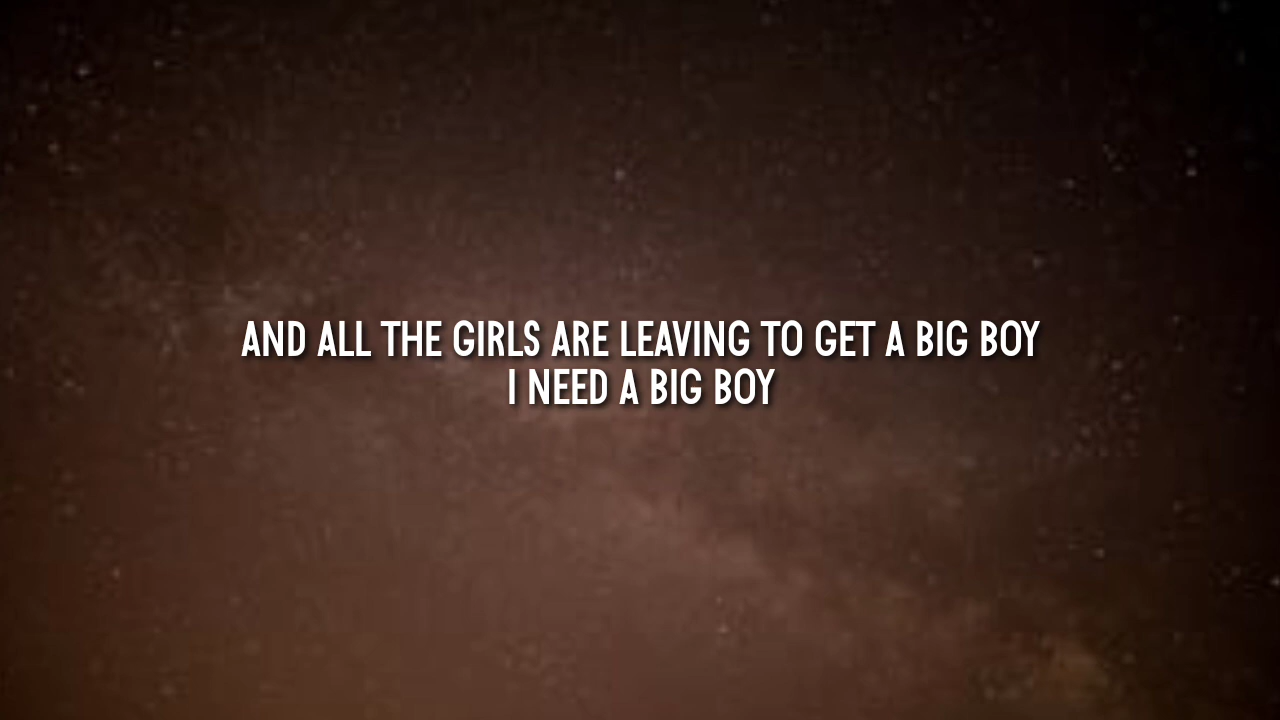 AND ALL THE GIRLS ARE LEAVING TO GET A BIG BOY
I NEED A BIG BOY